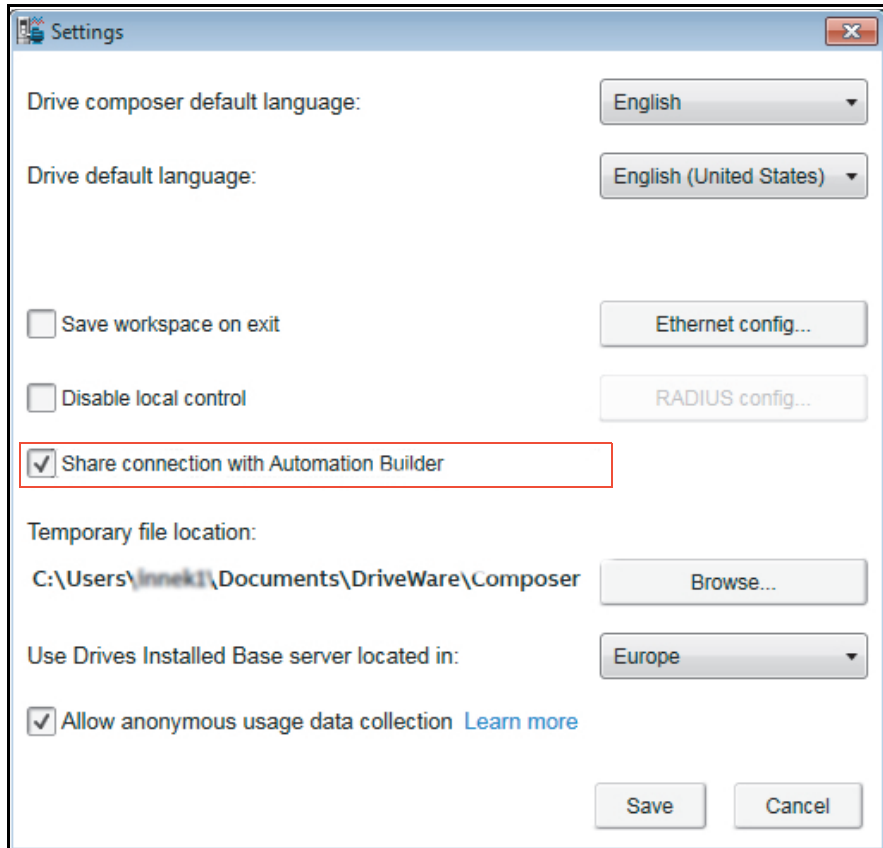 Settings
Drive composer default language:
English
Drive default language:
English (United States)
Save workspace on exit
Ethernet config...
Disable local control
RADIUS config...
Share connection with Automation Builder
Temporary file location:
C:\Users\ \Documents\DriveWare\Composer
Browse...
Use Drives Installed Base server located in:
Europe
Allow anonymous usage data collection Learn more
Save
Cancel